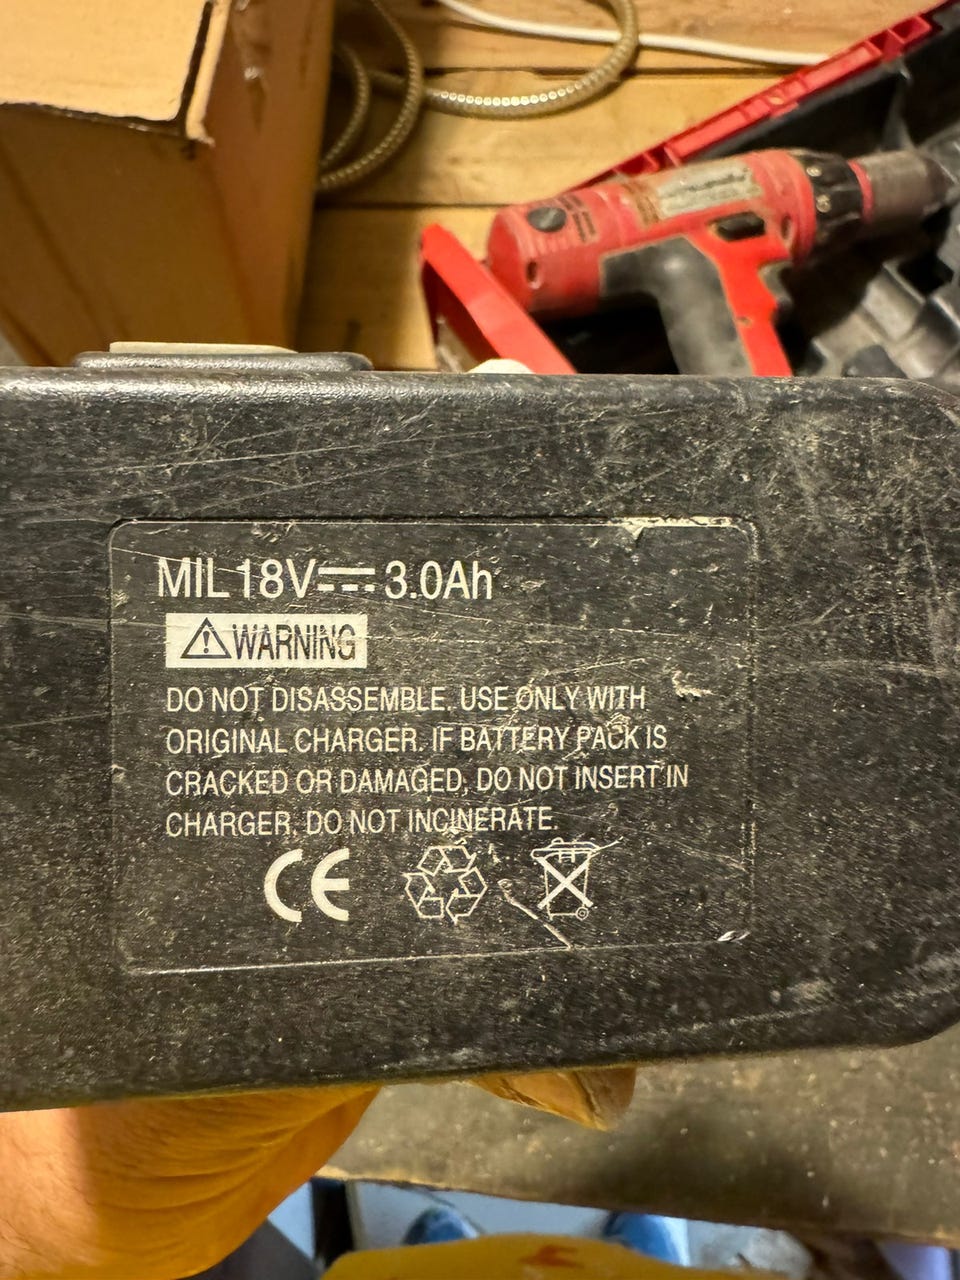 MIL 18V⎓3.0Ah
⚠WARNING
DO NOT DISASSEMBLE. USE ONLY WITH
ORIGINAL CHARGER. IF BATTERY PACK IS
CRACKED OR DAMAGED, DO NOT INSERT IN
CHARGER, DO NOT INCINERATE.
CE